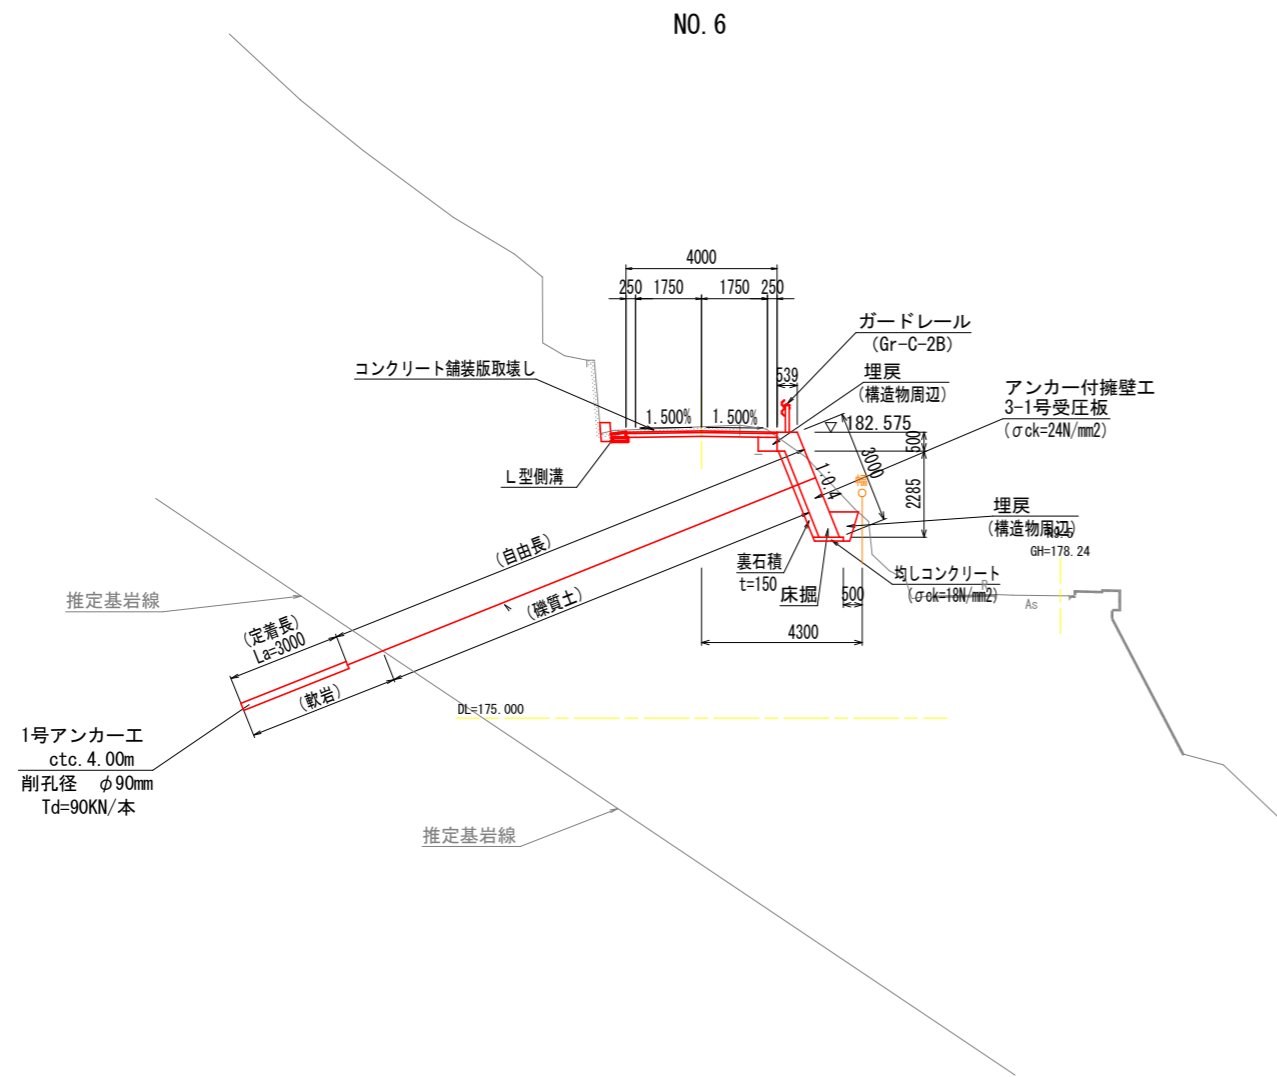 NO.6
4000
250 1750 1750 250
ガードレール
(Gr-C-2B)
コンクリート舗装版取壊し
539
埋戻
(構造物周辺)
アンカー付擁壁工
3-1号受圧板
(σck=24N/mm2)
1.500% 1.500%
▽ 182.575
500
3000
1:0.4
幅
2285
L型側溝
埋戻
(構造物周辺)
GH=178.24
(自由長)
裏石積
t=150
床掘
均しコンクリート
(σck=18N/mm2)
500
As
推定基岩線
(礫質土)
(定着長)
La=3000
4300
(軟岩)
DL=175.000
1号アンカー工
ctc.4.00m
削孔径 φ90mm
Td=90KN/本
推定基岩線